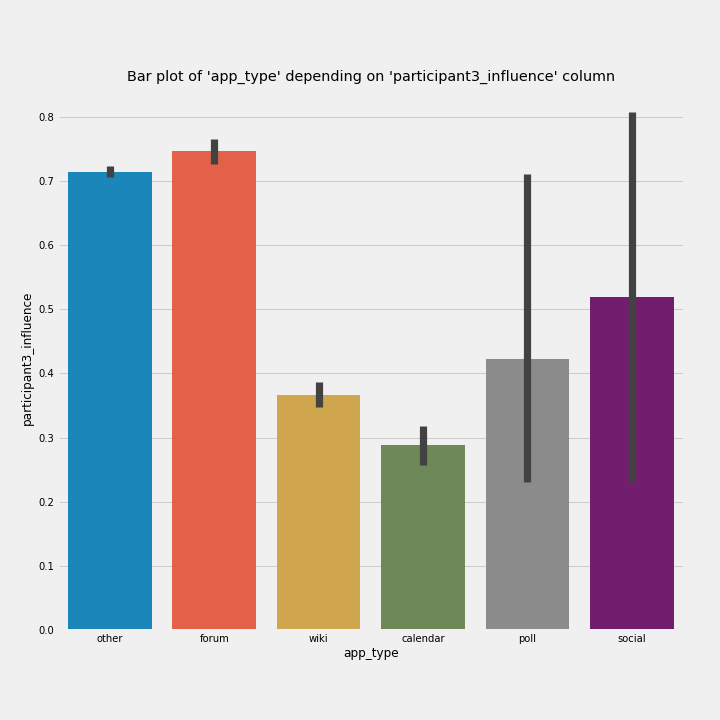 Bar plot of 'app_type' depending on 'participant3_influence' column
participant3_influence
0.8
0.7
0.6
0.5
0.4
0.3
0.2
0.1
0.0
other forum wiki calendar poll social
app_type